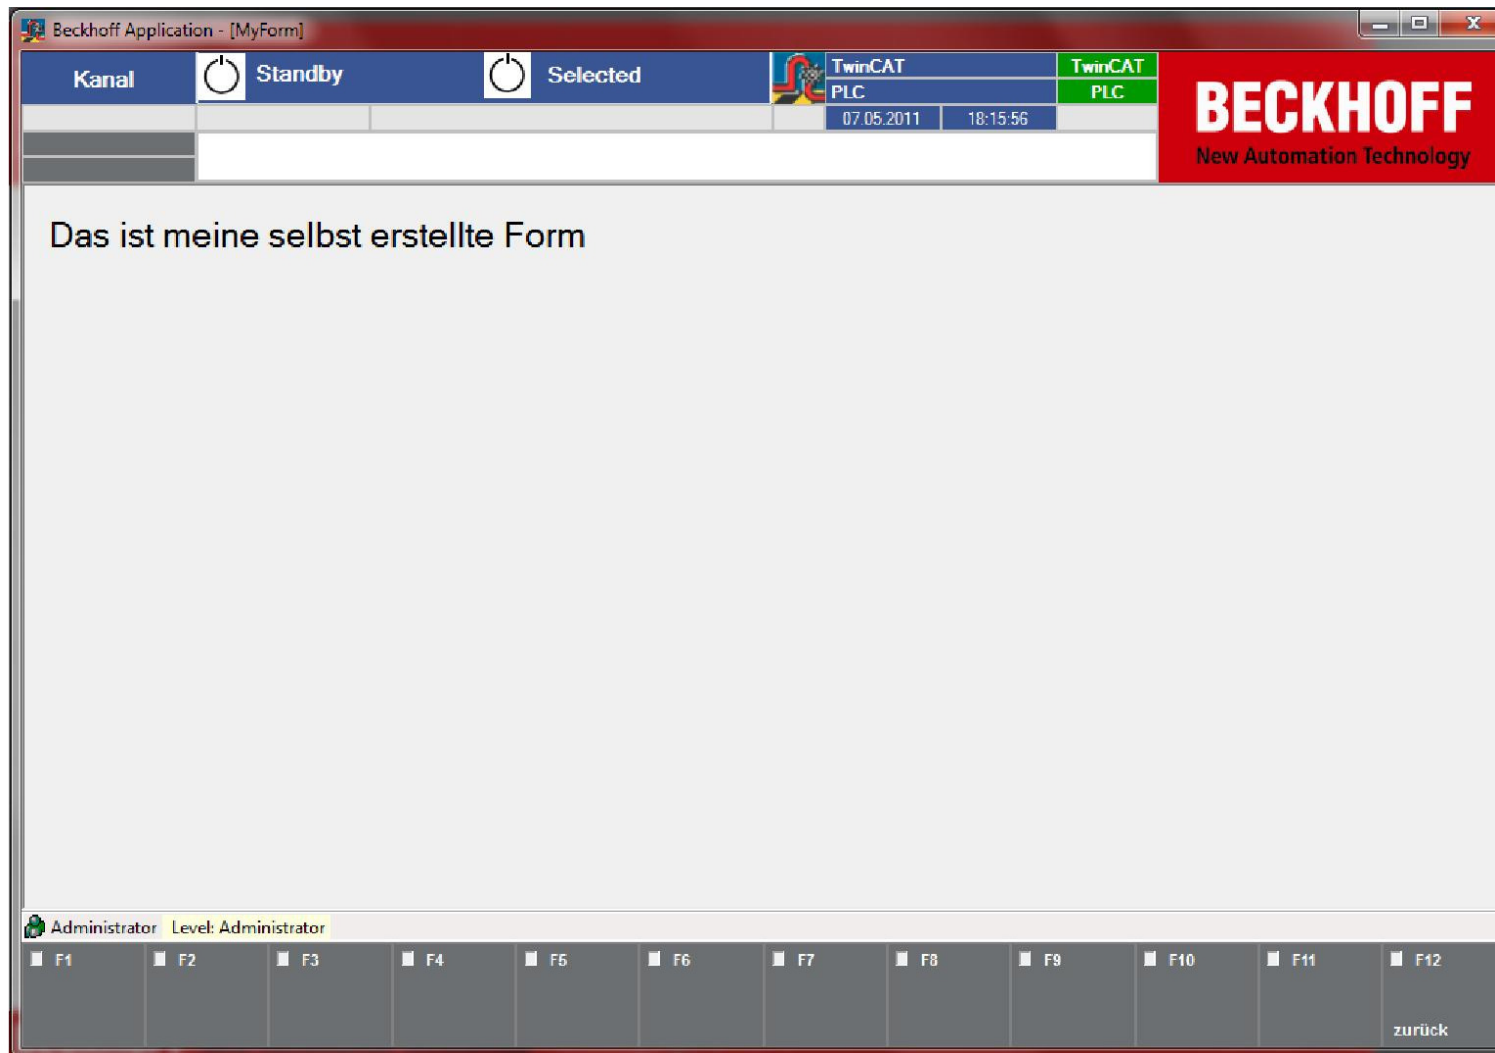 Beckhoff Application - [MyForm]
Kanal
Standby
Selected
TwinCAT
TwinCAT
PLC
PLC
07.05.2011
18:15:56
BECKHOFF
New Automation Technology
Das ist meine selbst erstellte Form
Administrator Level: Administrator
F1 F2 F3 F4 F5 F6 F7 F8 F9 F10 F11 F12
zurück